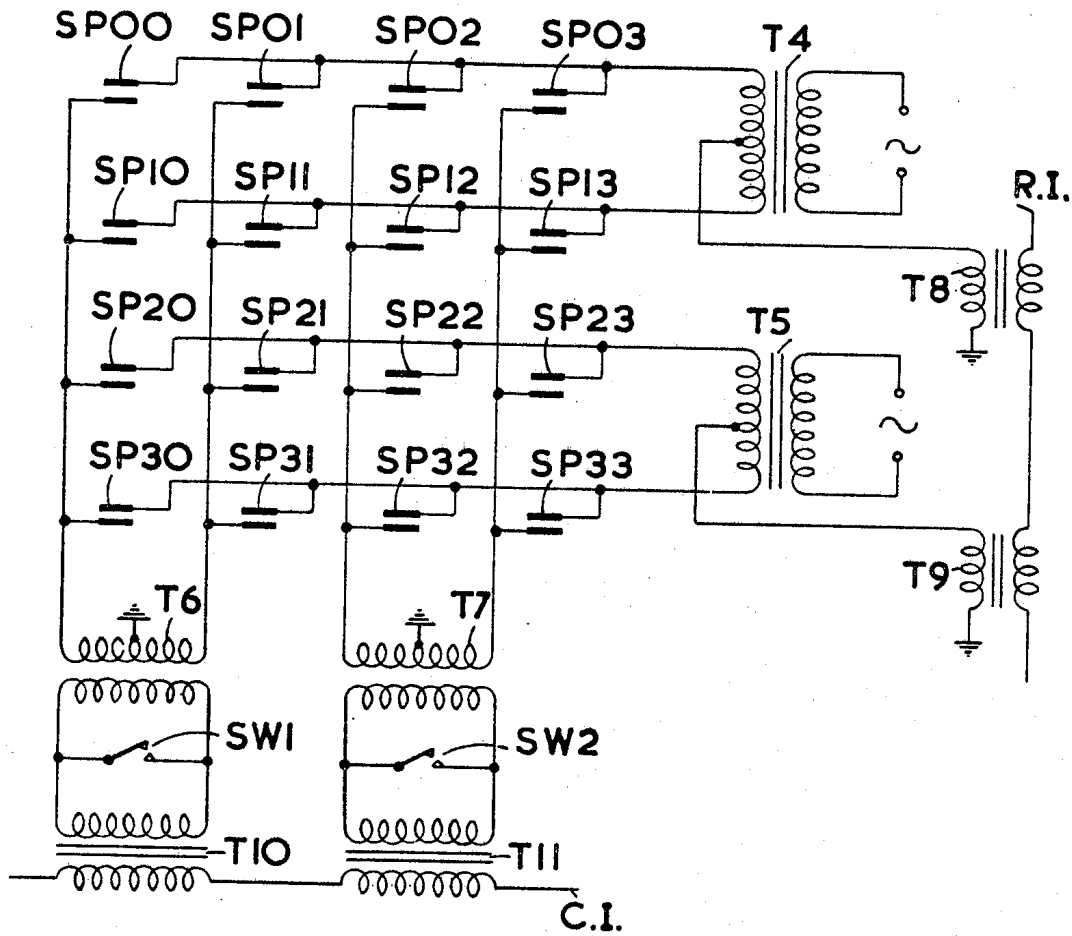 SP00 SP01 SP02 SP03 T4
SP10 SP11 SP12 SP13 R.I.
T8
SP20 SP21 SP22 SP23 T5
SP30 SP31 SP32 SP33
T9
T6 T7
SW1 SW2
T10 T11
C.I.